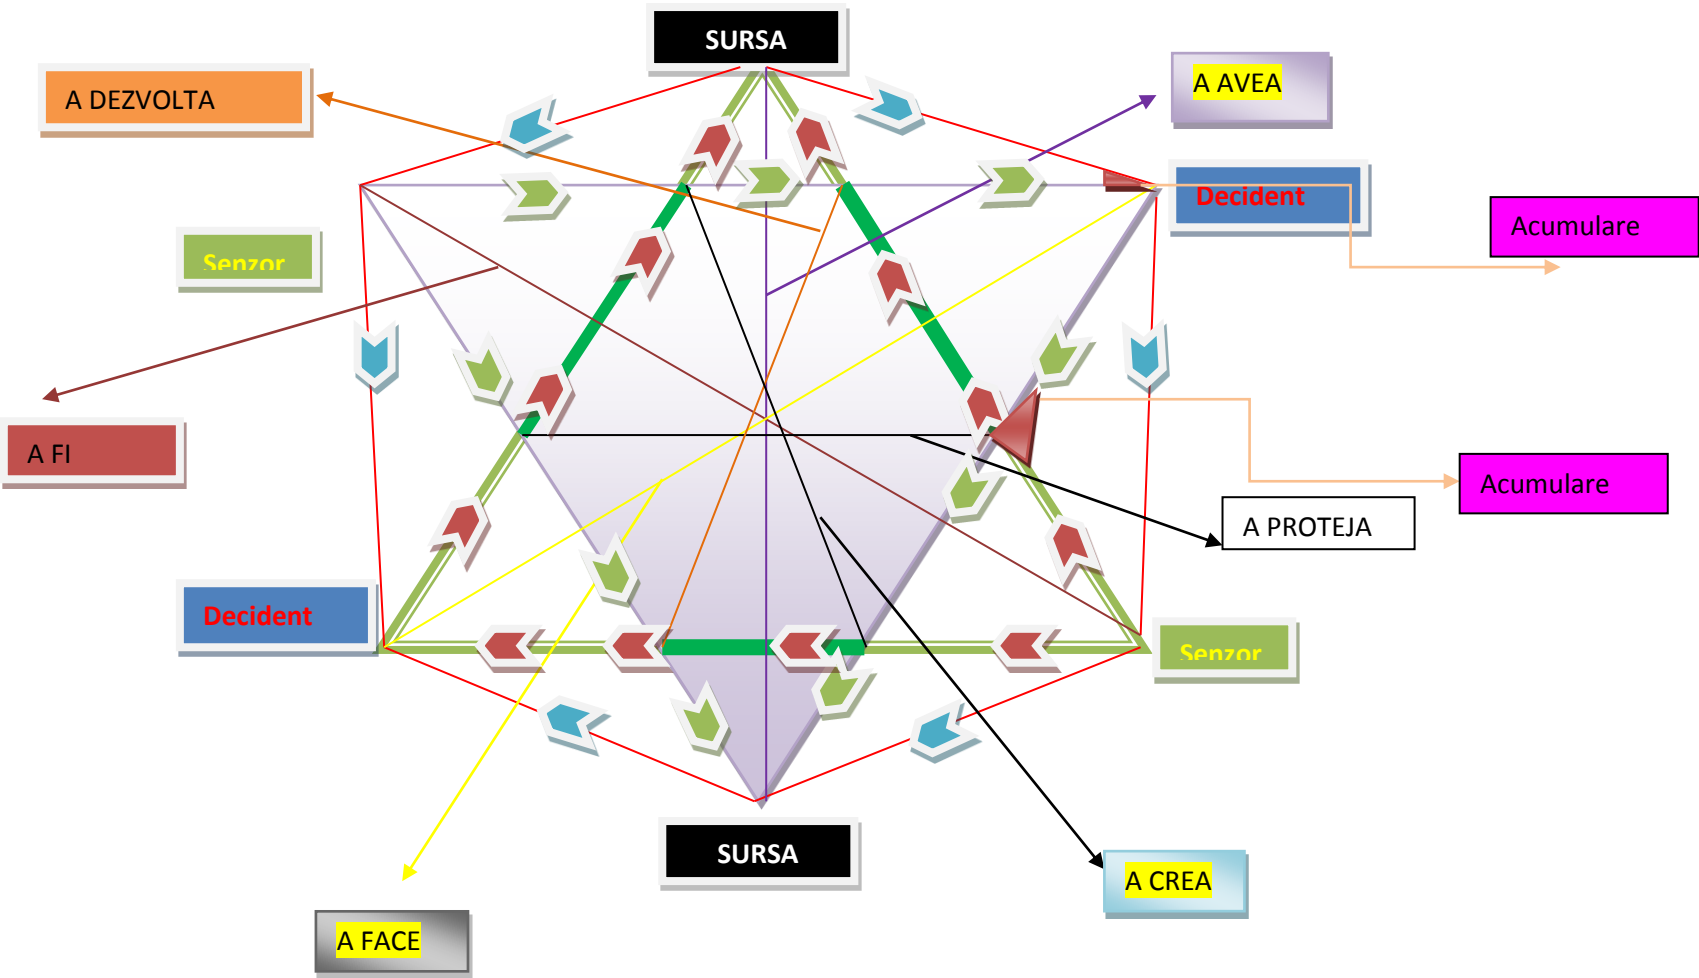 SURSA
A AVEA
A DEZVOLTA
Decident
Acumulare
Senzor
A FI
Acumulare
A PROTEJA
Decident
Senzor
SURSA
A CREA
A FACE